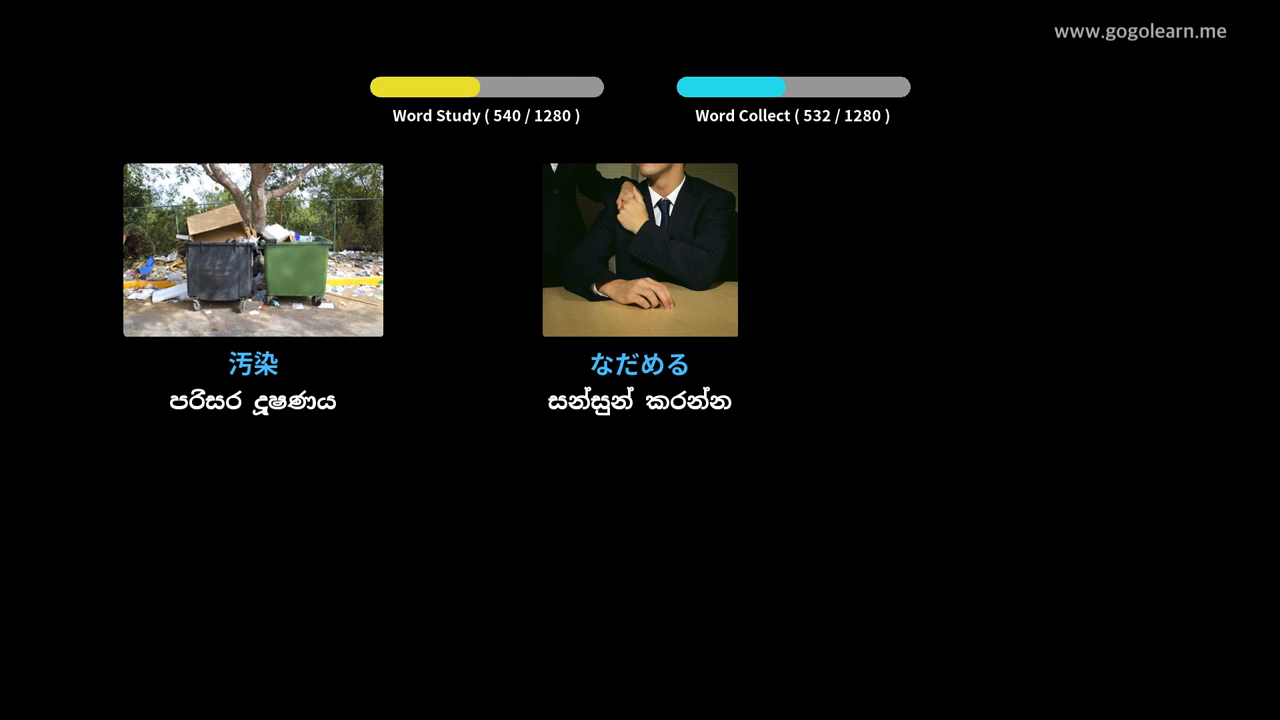 www.gogolearn.me
Word Study ( 540 / 1280 )
Word Collect ( 532 / 1280 )
汚染
පරිසර දූෂණය
なだめる
සන්සුන් කරන්න